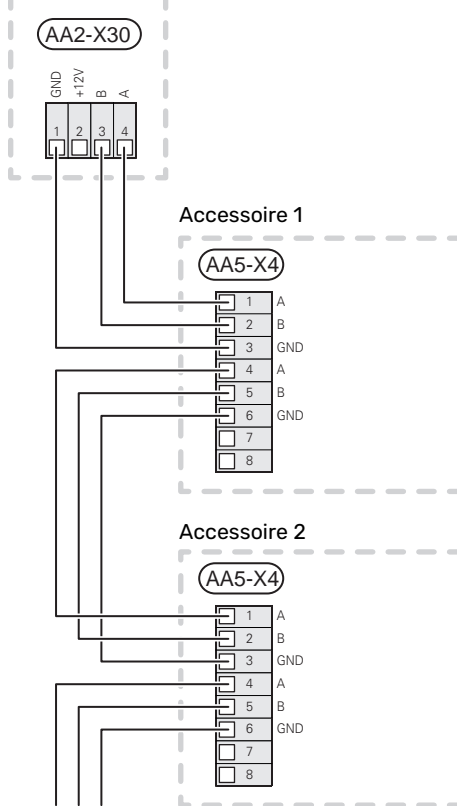 AA2-X30
GND +12V B A
1 2 3 4
Accessoire 1
AA5-X4
1 A
2 B
3 GND
4 A
5 B
6 GND
7
8
Accessoire 2
AA5-X4
1 A
2 B
3 GND
4 A
5 B
6 GND
7
8